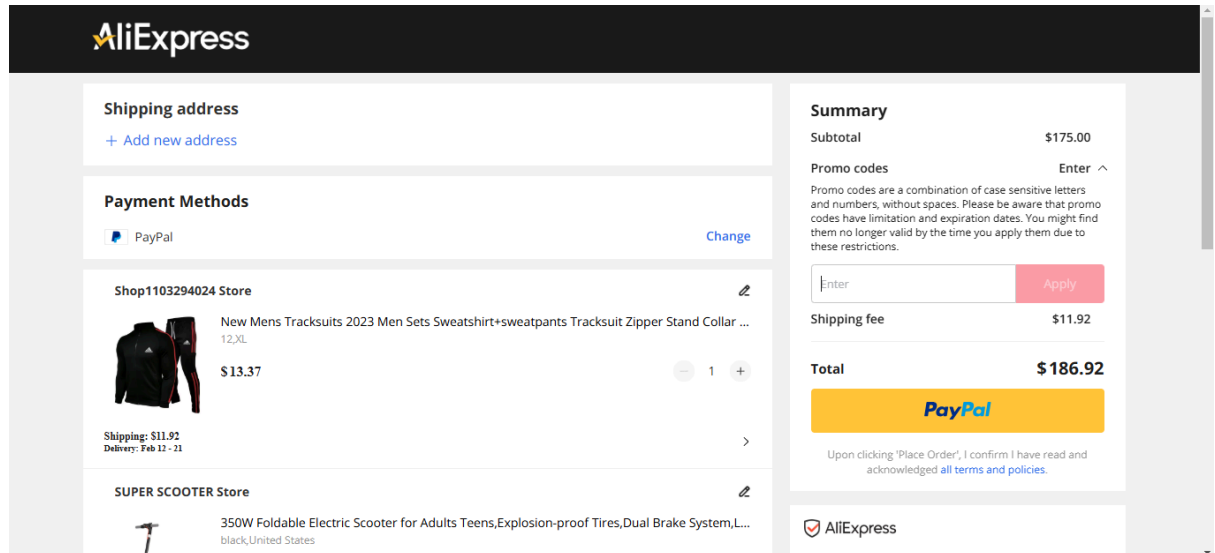 AliExpress
Shipping address
+ Add new address
Payment Methods
PayPal
Change
Shop1103294024 Store
New Mens Tracksuits 2023 Men Sets Sweatshirt+sweatpants Tracksuit Zipper Stand Collar ...
12,XL
$13.37
− 1 +
Shipping: $11.92
Delivery: Feb 12 - 21
SUPER SCOOTER Store
350W Foldable Electric Scooter for Adults Teens,Explosion-proof Tires,Dual Brake System,L...
black,United States
Summary
Subtotal $175.00
Promo codes Enter
Promo codes are a combination of case sensitive letters
and numbers, without spaces. Please be aware that promo
codes have limitation and expiration dates. You might find
them no longer valid by the time you apply them due to
these restrictions.
Enter Apply
Shipping fee $11.92
Total $186.92
PayPal
Upon clicking 'Place Order', I confirm I have read and
acknowledged all terms and policies.
AliExpress